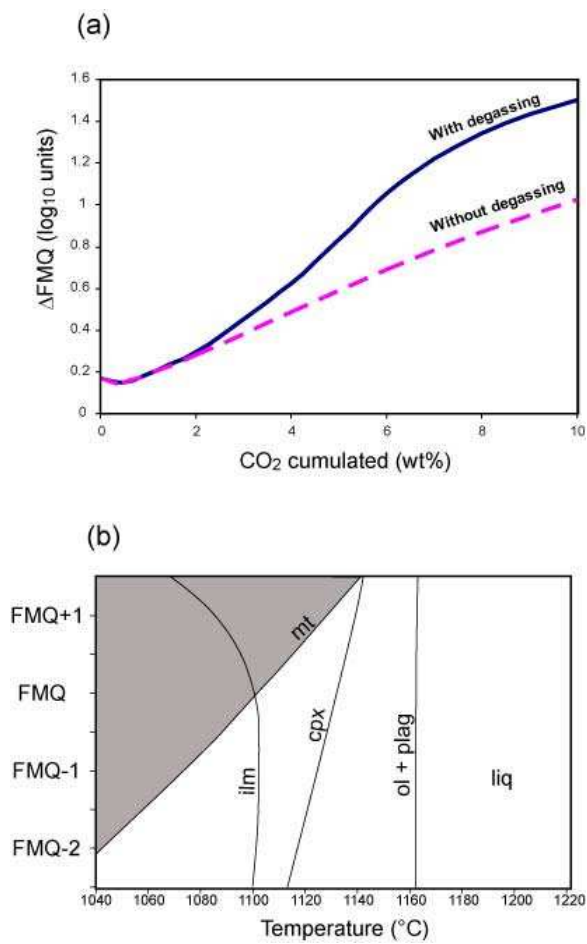 (a)
1.6
1.4
1.2
1
0.8
0.6
0.4
0.2
0
ΔFMQ (log₁₀ units)
With degassing
Without degassing
0 2 4 6 8 10
CO₂ cumulated (wt%)
(b)
FMQ+1
FMQ
FMQ-1
FMQ-2
mt
ilm
cpx
ol + plag
liq
1040 1060 1080 1100 1120 1140 1160 1180 1200 1220
Temperature (°C)